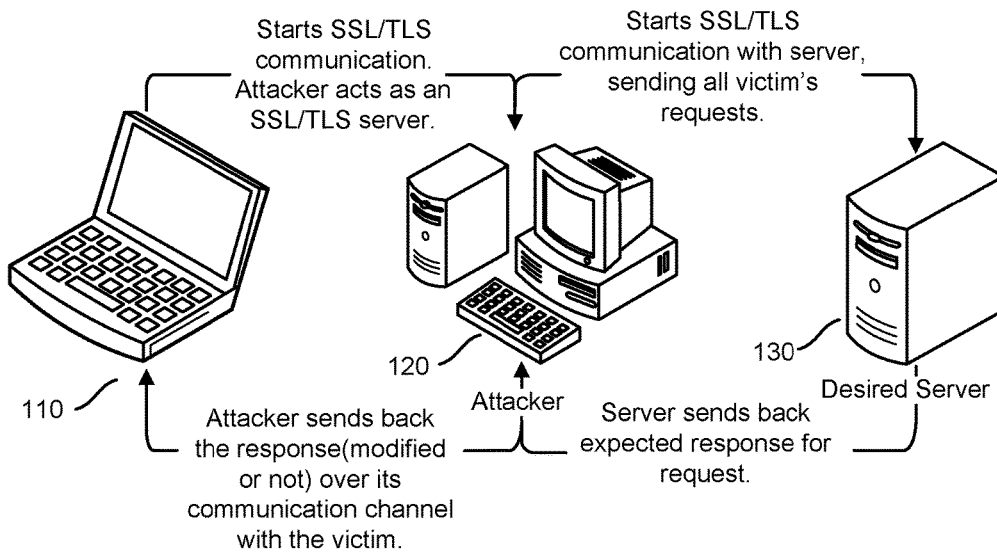 Starts SSL/TLS
communication.
Attacker acts as an
SSL/TLS server.
Starts SSL/TLS
communication with server,
sending all victim's
requests.
110
120
130
Attacker
Desired Server
Attacker sends back
the response(modified
or not) over its
communication channel
with the victim.
Server sends back
expected response for
request.